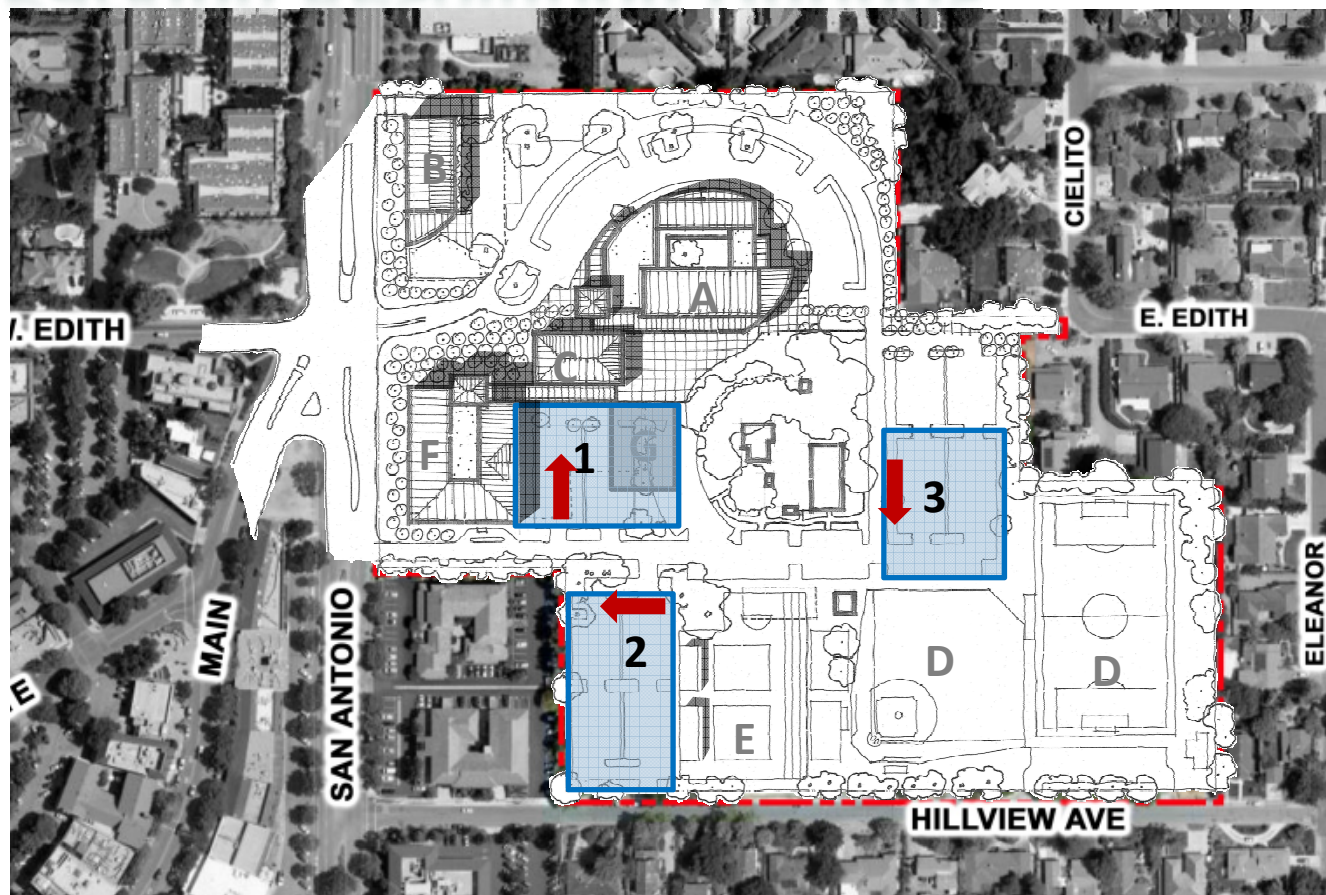 B
CIELITO
A
E. EDITH
. EDITH
C
F
1
G
3
2
D
D
E
MAIN
SAN ANTONIO
ELEANOR
E
HILLVIEW AVE